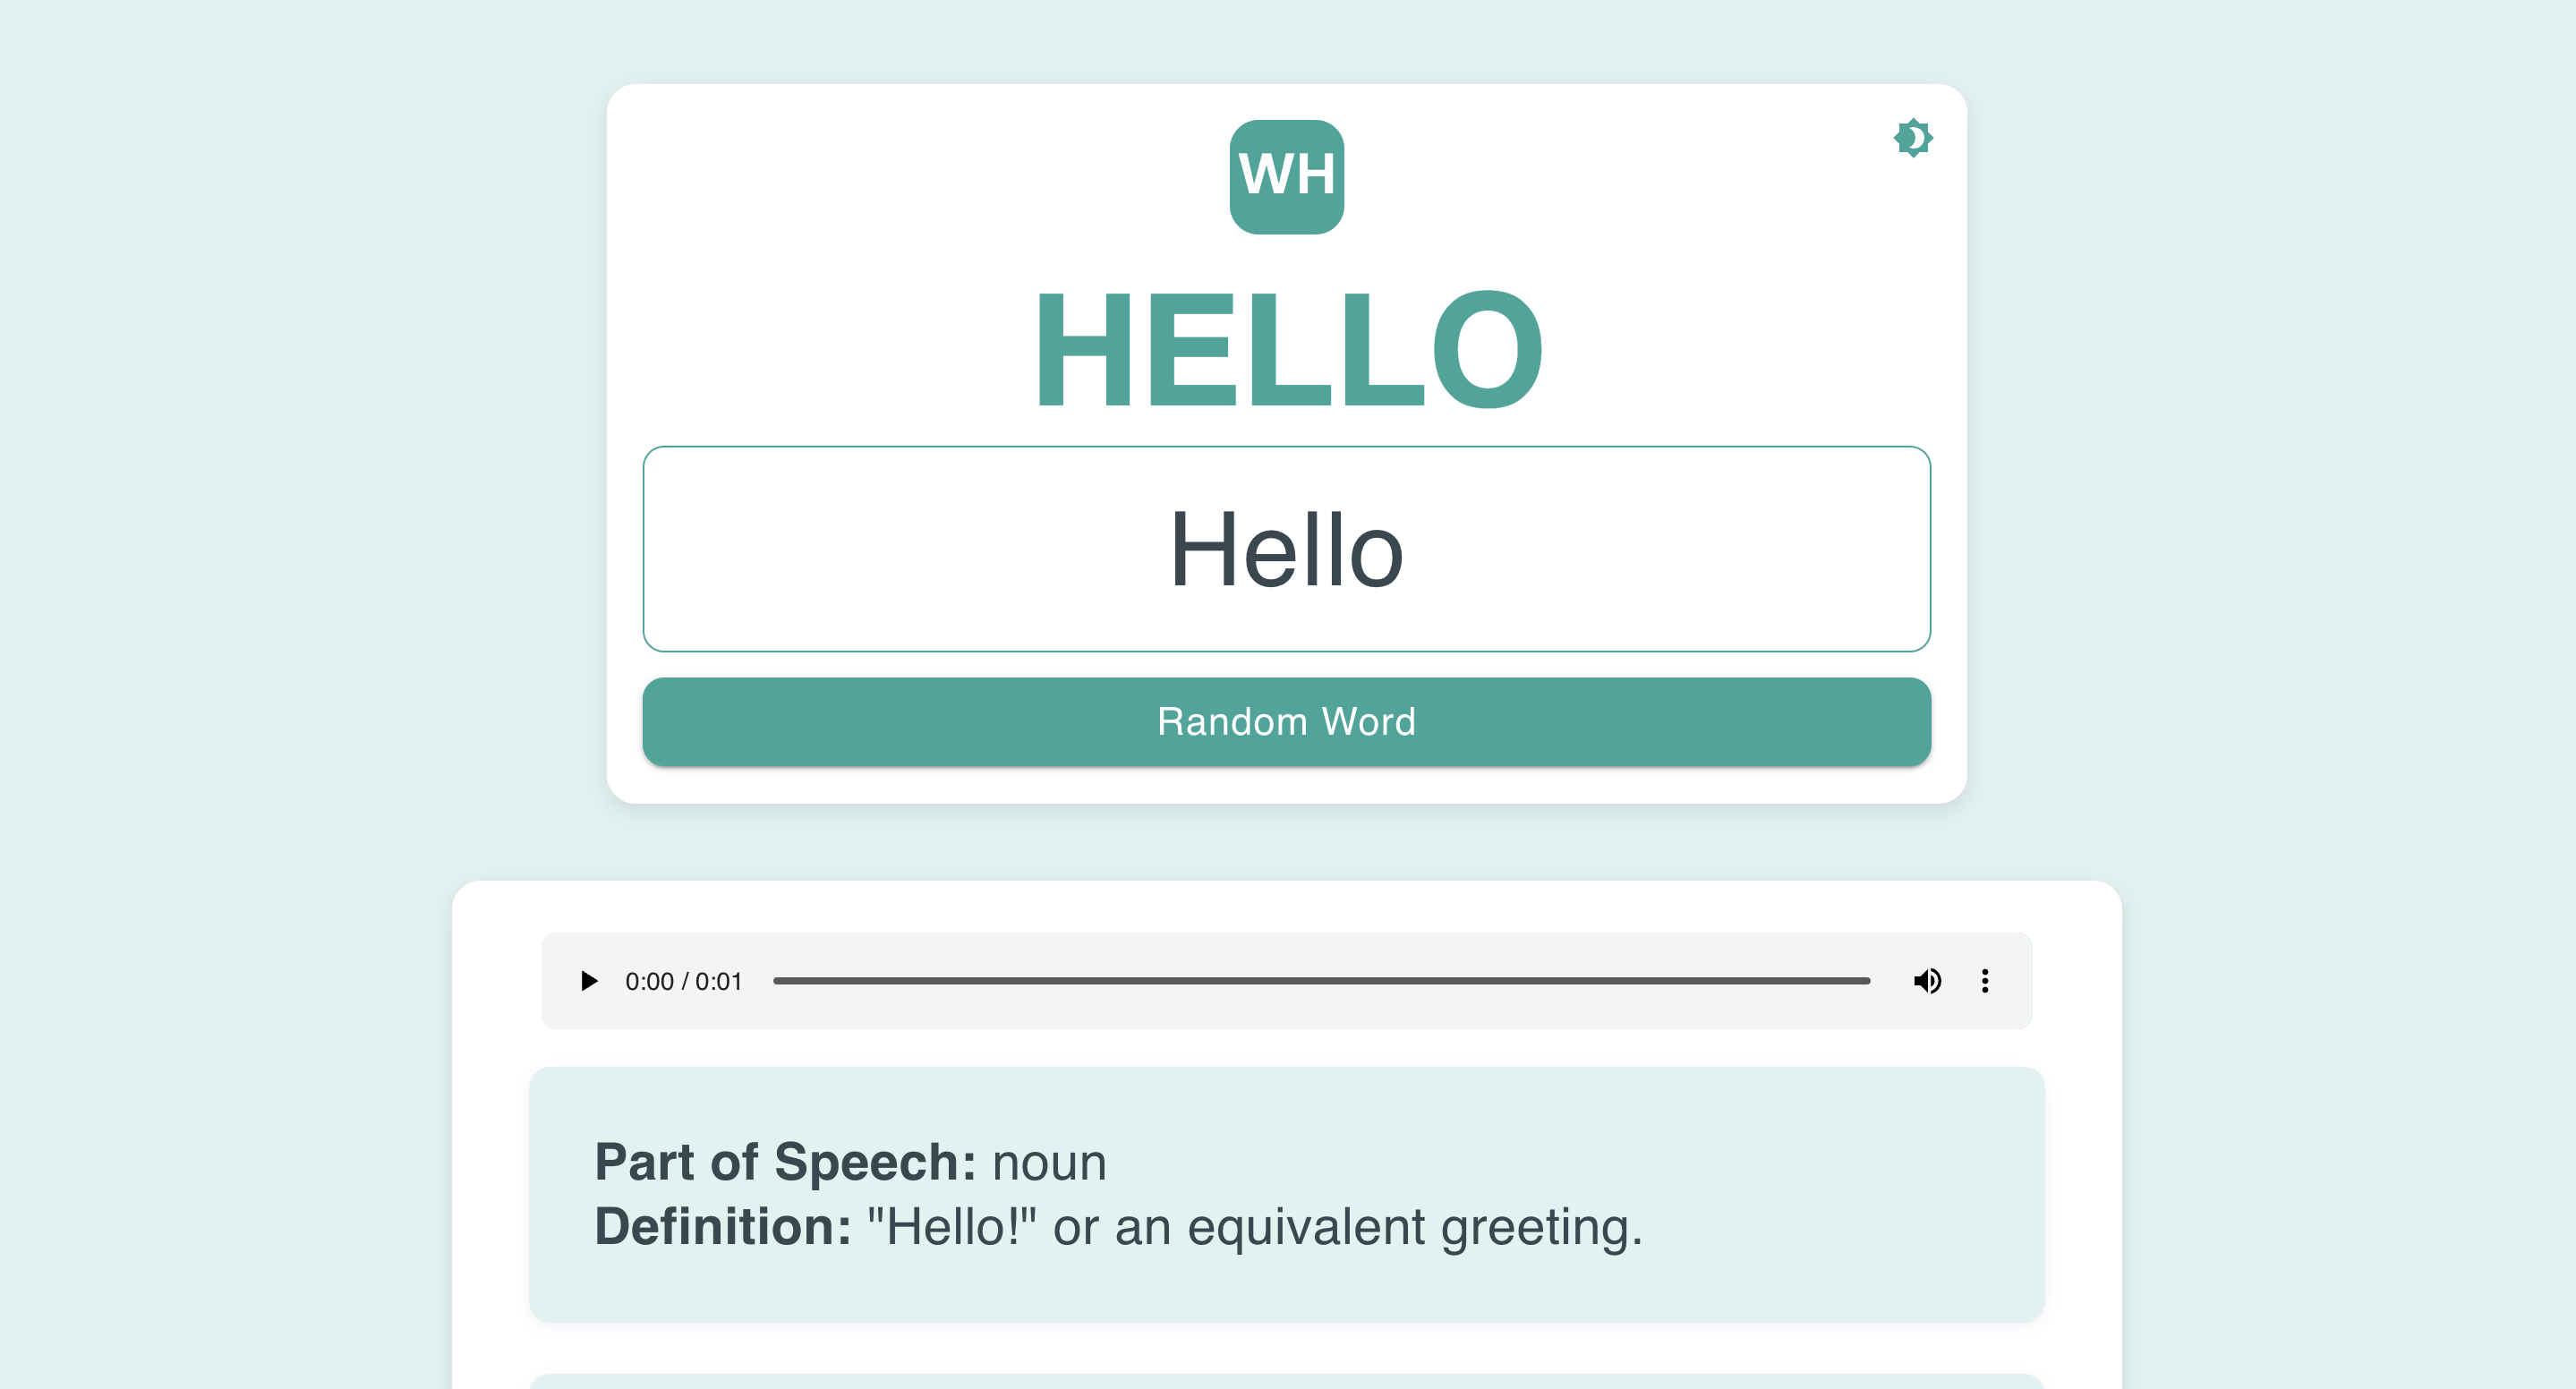 WH
HELLO
Hello
Random Word
0:00 / 0:01
Part of Speech: noun
Definition: "Hello!" or an equivalent greeting.